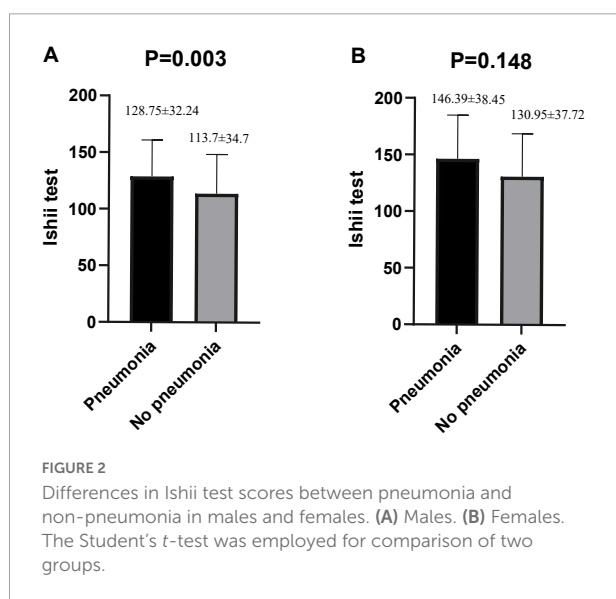 A
P=0.003
128.75±32.24
113.7±34.7
Ishii test
200
150
100
50
0
Pneumonia
No pneumonia
B
P=0.148
146.39±38.45
130.95±37.72
Ishii test
200
150
100
50
0
Pneumonia
No pneumonia
FIGURE 2
Differences in Ishii test scores between pneumonia and
non-pneumonia in males and females. (A) Males. (B) Females.
The Student's t-test was employed for comparison of two
groups.